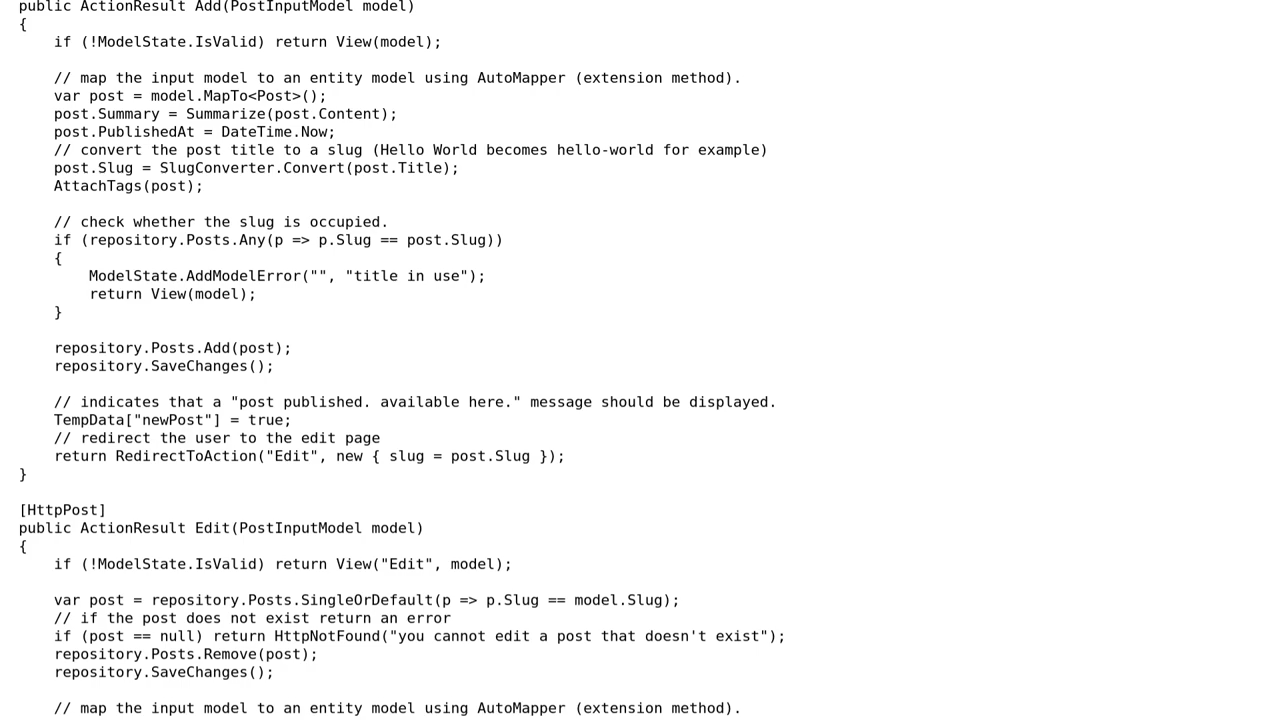 public ActionResult Add(PostInputModel model)
{
    if (!ModelState.IsValid) return View(model);

    // map the input model to an entity model using AutoMapper (extension method).
    var post = model.MapTo<Post>();
    post.Summary = Summarize(post.Content);
    post.PublishedAt = DateTime.Now;
    // convert the post title to a slug (Hello World becomes hello-world for example)
    post.Slug = SlugConverter.Convert(post.Title);
    AttachTags(post);

    // check whether the slug is occupied.
    if (repository.Posts.Any(p => p.Slug == post.Slug))
    {
        ModelState.AddModelError("", "title in use");
        return View(model);
    }

    repository.Posts.Add(post);
    repository.SaveChanges();

    // indicates that a "post published. available here." message should be displayed.
    TempData["newPost"] = true;
    // redirect the user to the edit page
    return RedirectToAction("Edit", new { slug = post.Slug });
}

[HttpPost]
public ActionResult Edit(PostInputModel model)
{
    if (!ModelState.IsValid) return View("Edit", model);

    var post = repository.Posts.SingleOrDefault(p => p.Slug == model.Slug);
    // if the post does not exist return an error
    if (post == null) return HttpNotFound("you cannot edit a post that doesn't exist");
    repository.Posts.Remove(post);
    repository.SaveChanges();

    // map the input model to an entity model using AutoMapper (extension method).